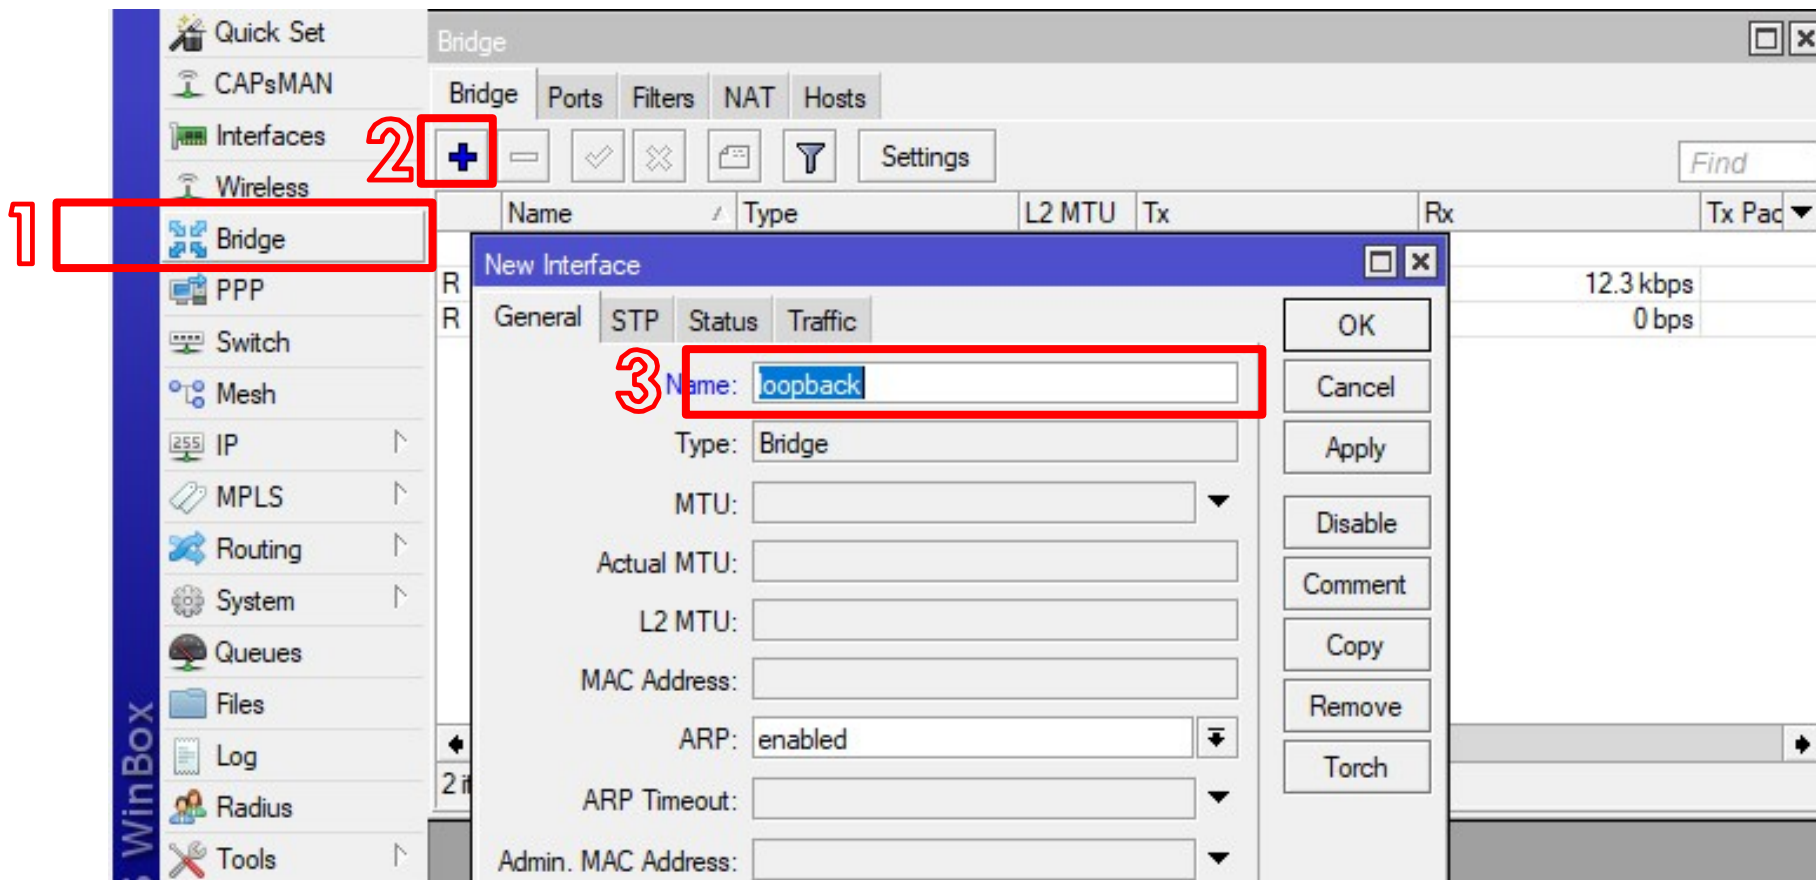 Quick Set
CAPsMAN
Interfaces
Wireless
1
Bridge
PPP
Switch
Mesh
255 IP
MPLS
Routing
System
Queues
Files
Log
Radius
Tools
WinBox
Bridge
Bridge Ports Filters NAT Hosts
2
Settings
Find
Name Type L2 MTU Tx Rx Tx Pac
R 12.3 kbps
R 0 bps
2
New Interface
General STP Status Traffic
3
Name: loopback
Type: Bridge
MTU:
Actual MTU:
L2 MTU:
MAC Address:
ARP: enabled
ARP Timeout:
Admin. MAC Address:
OK
Cancel
Apply
Disable
Comment
Copy
Remove
Torch